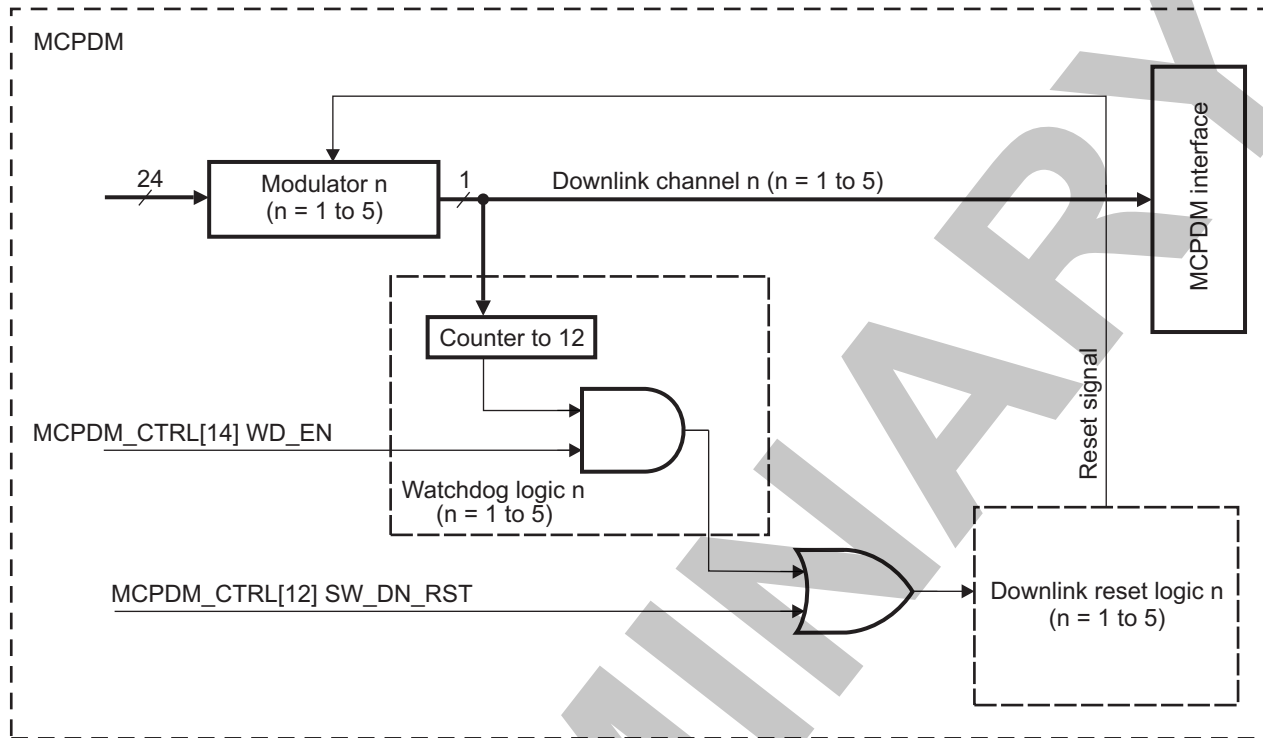 MCPDM
24
Modulator n
(n = 1 to 5)
1
Downlink channel n (n = 1 to 5)
MCPDM interface
Counter to 12
MCPDM_CTRL[14] WD_EN
Watchdog logic n
(n = 1 to 5)
Reset signal
MCPDM_CTRL[12] SW_DN_RST
Downlink reset logic n
(n = 1 to 5)
MINARY